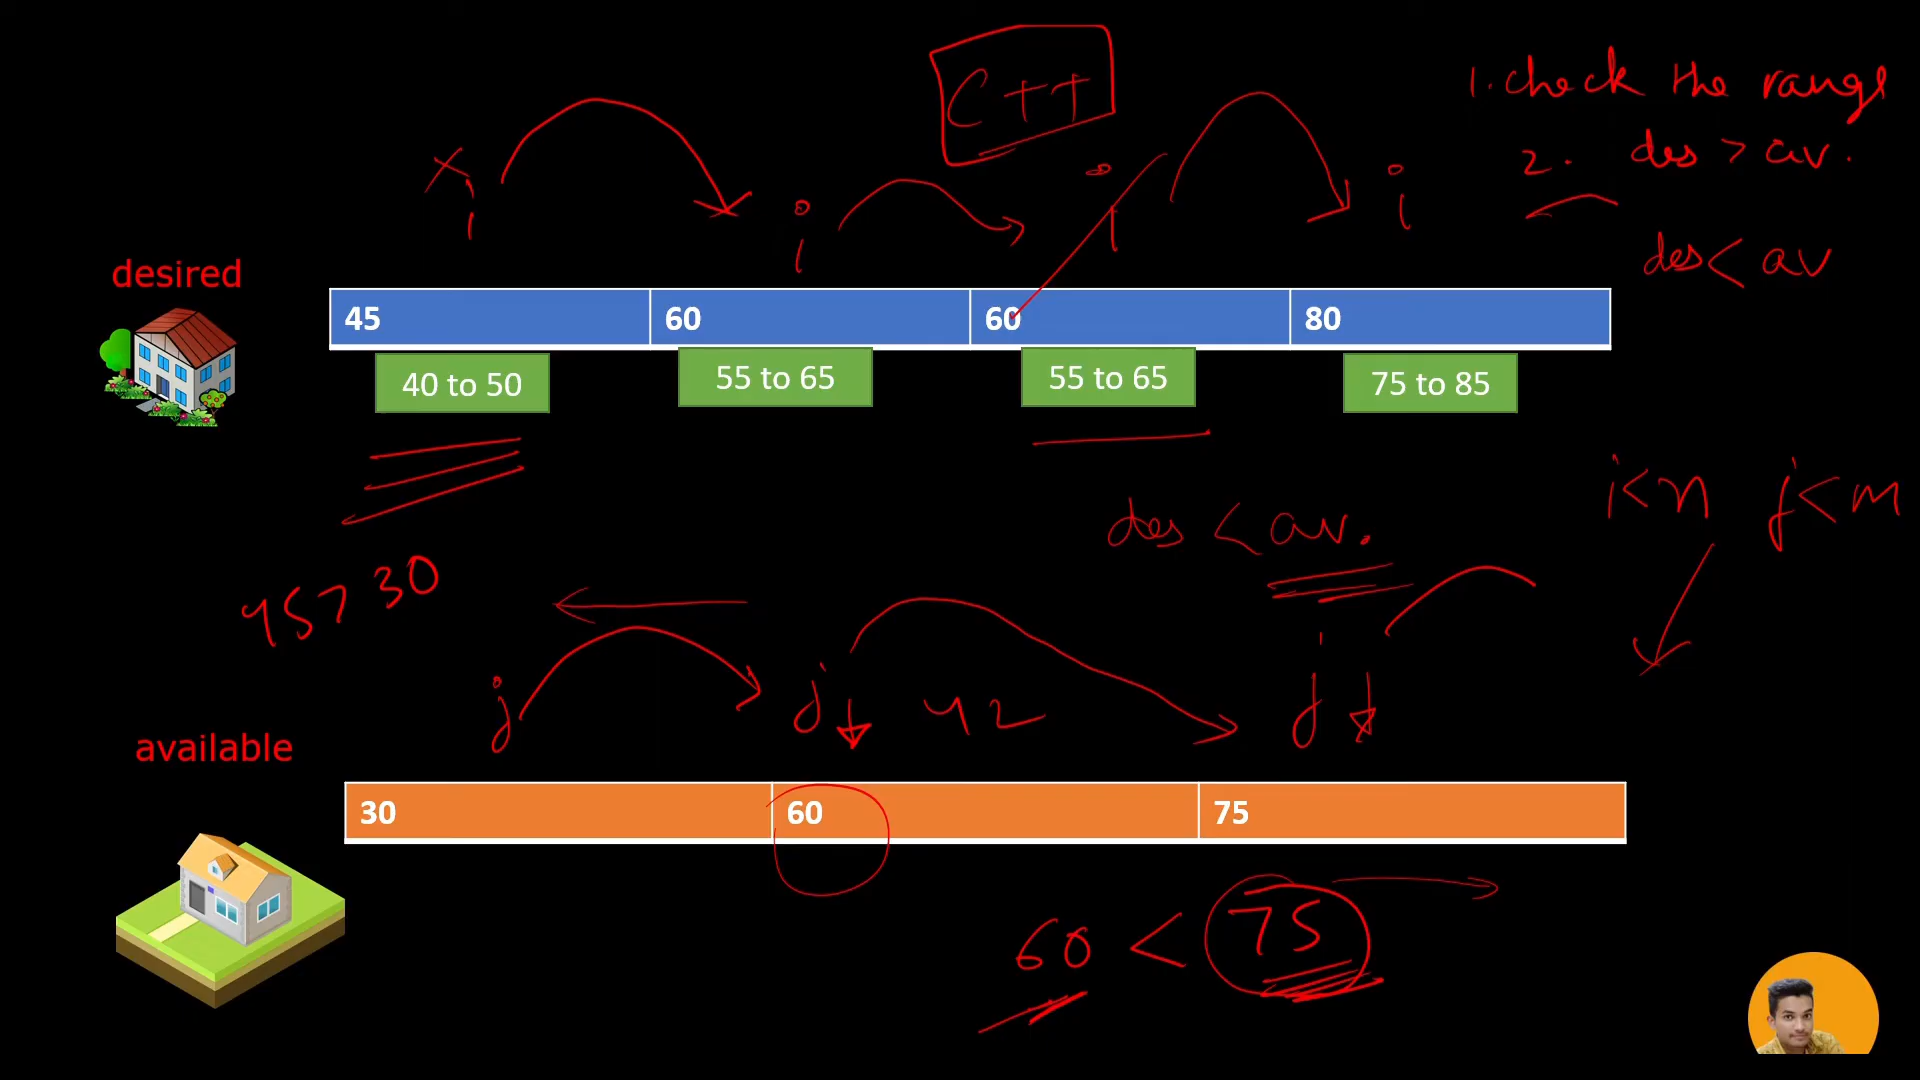 C++
1. check the range
2. des > av.
des < av
i
i
i
i
desired
45 60 60 80
40 to 50 55 to 65 55 to 65 75 to 85
i<n j<m
des < av.
45 > 30
j
j 42
j
available
30 60 75
60 < 75